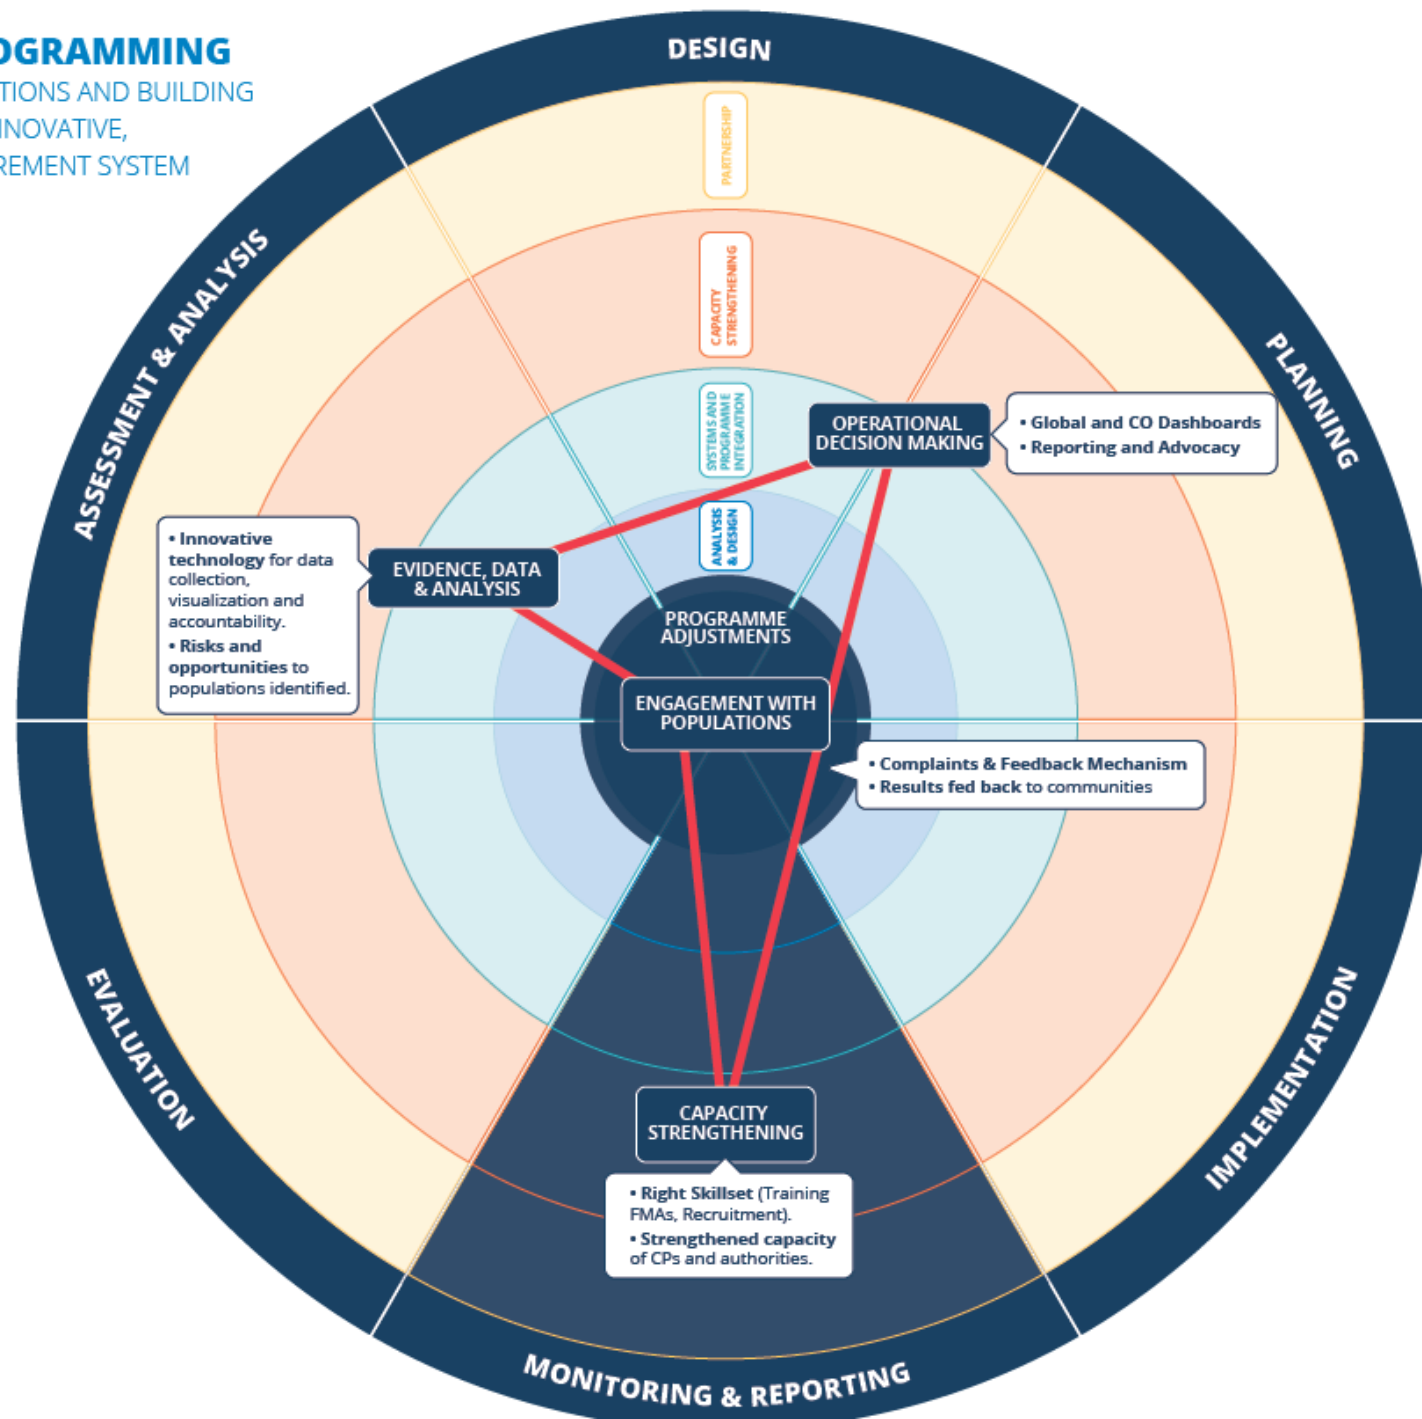 OGRAMMING
TIONS AND BUILDING
NNOVATIVE,
REMENT SYSTEM
DESIGN
PARTNERSHIP
CAPACITY
STRENGTHENING
SYSTEMS AND
PROGRAMME
INTEGRATION
ANALYSIS
& DESIGN
ASSESSMENT & ANALYSIS
PLANNING
OPERATIONAL
DECISION MAKING
• Global and CO Dashboards
• Reporting and Advocacy
• Innovative
technology for data
collection,
visualization and
accountability.
• Risks and
opportunities to
populations identified.
EVIDENCE, DATA
& ANALYSIS
PROGRAMME
ADJUSTMENTS
ENGAGEMENT WITH
POPULATIONS
• Complaints & Feedback Mechanism
• Results fed back to communities
EVALUATION
IMPLEMENTATION
CAPACITY
STRENGTHENING
• Right Skillset (Training
FMAs, Recruitment).
• Strengthened capacity
of CPs and authorities.
MONITORING & REPORTING